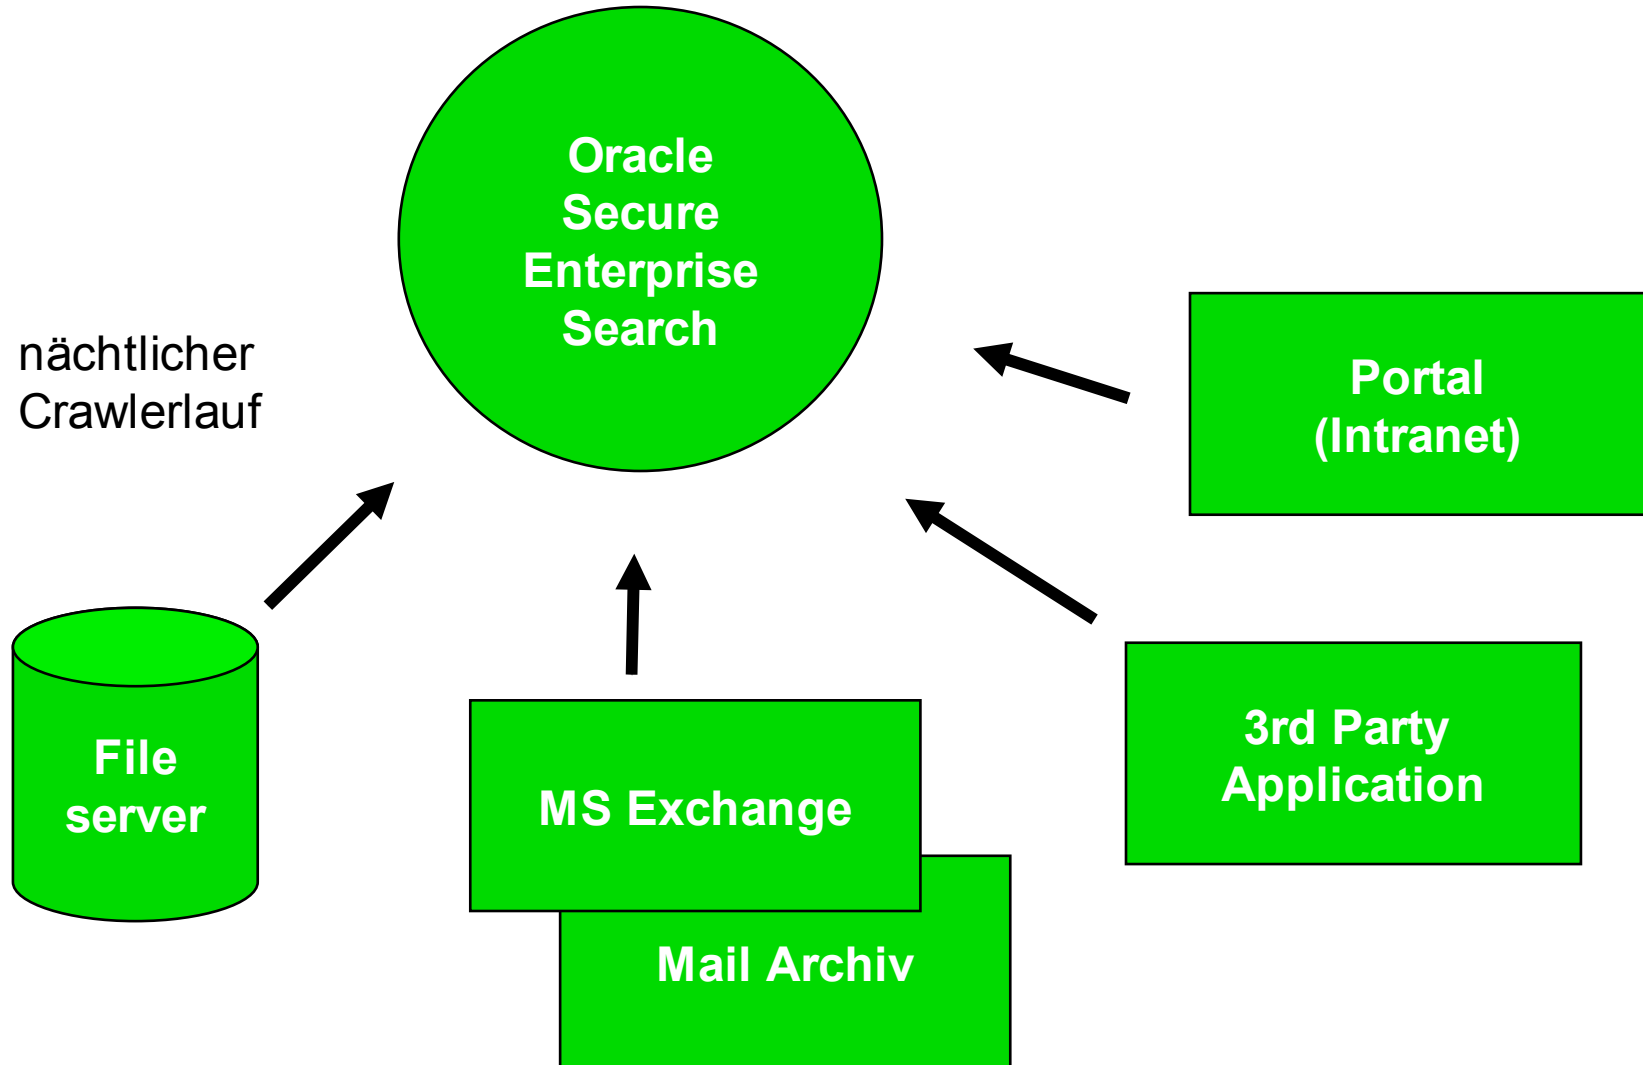 Oracle
Secure
Enterprise
Search
nächtlicher
Crawlerlauf
Portal
(Intranet)
File
server
MS Exchange
Mail Archiv
3rd Party
Application